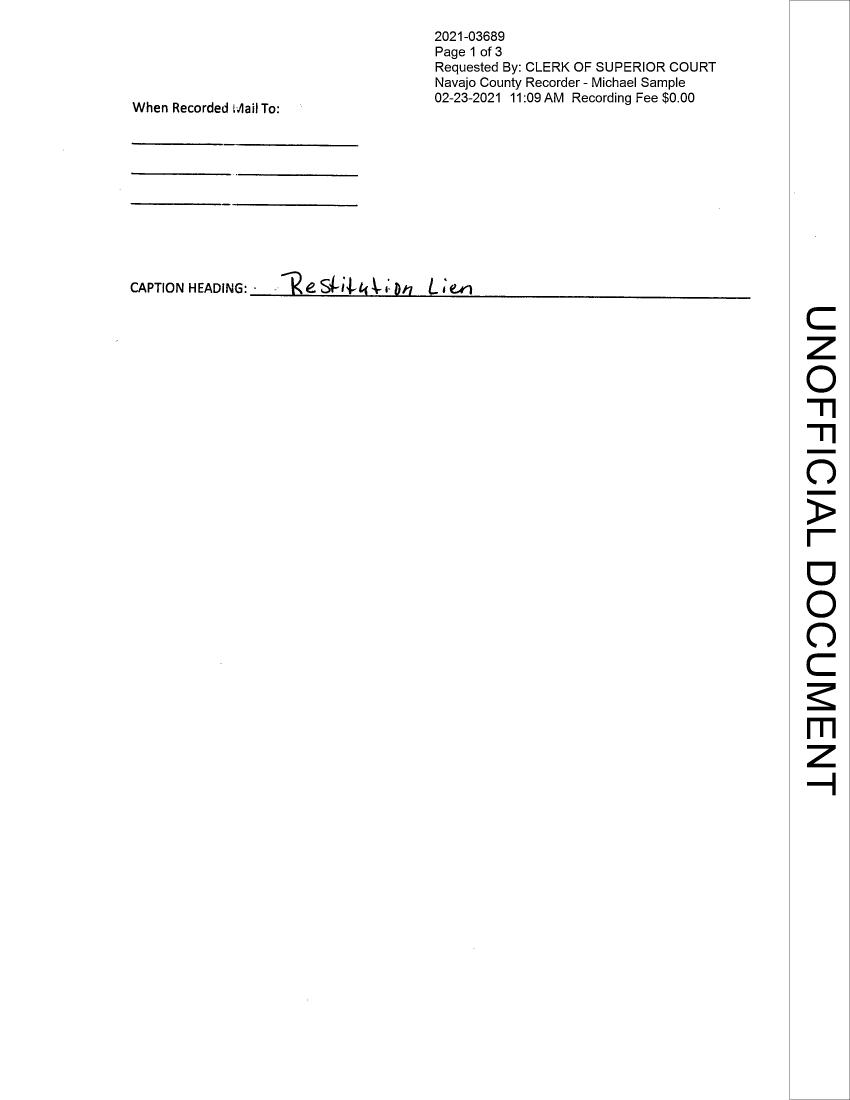 2021-03689
Page 1 of 3
Requested By: CLERK OF SUPERIOR COURT
Navajo County Recorder - Michael Sample
02-23-2021 11:09 AM Recording Fee $0.00
When Recorded Mail To:
CAPTION HEADING: Restitution Lien
UNOFFICIAL DOCUMENT